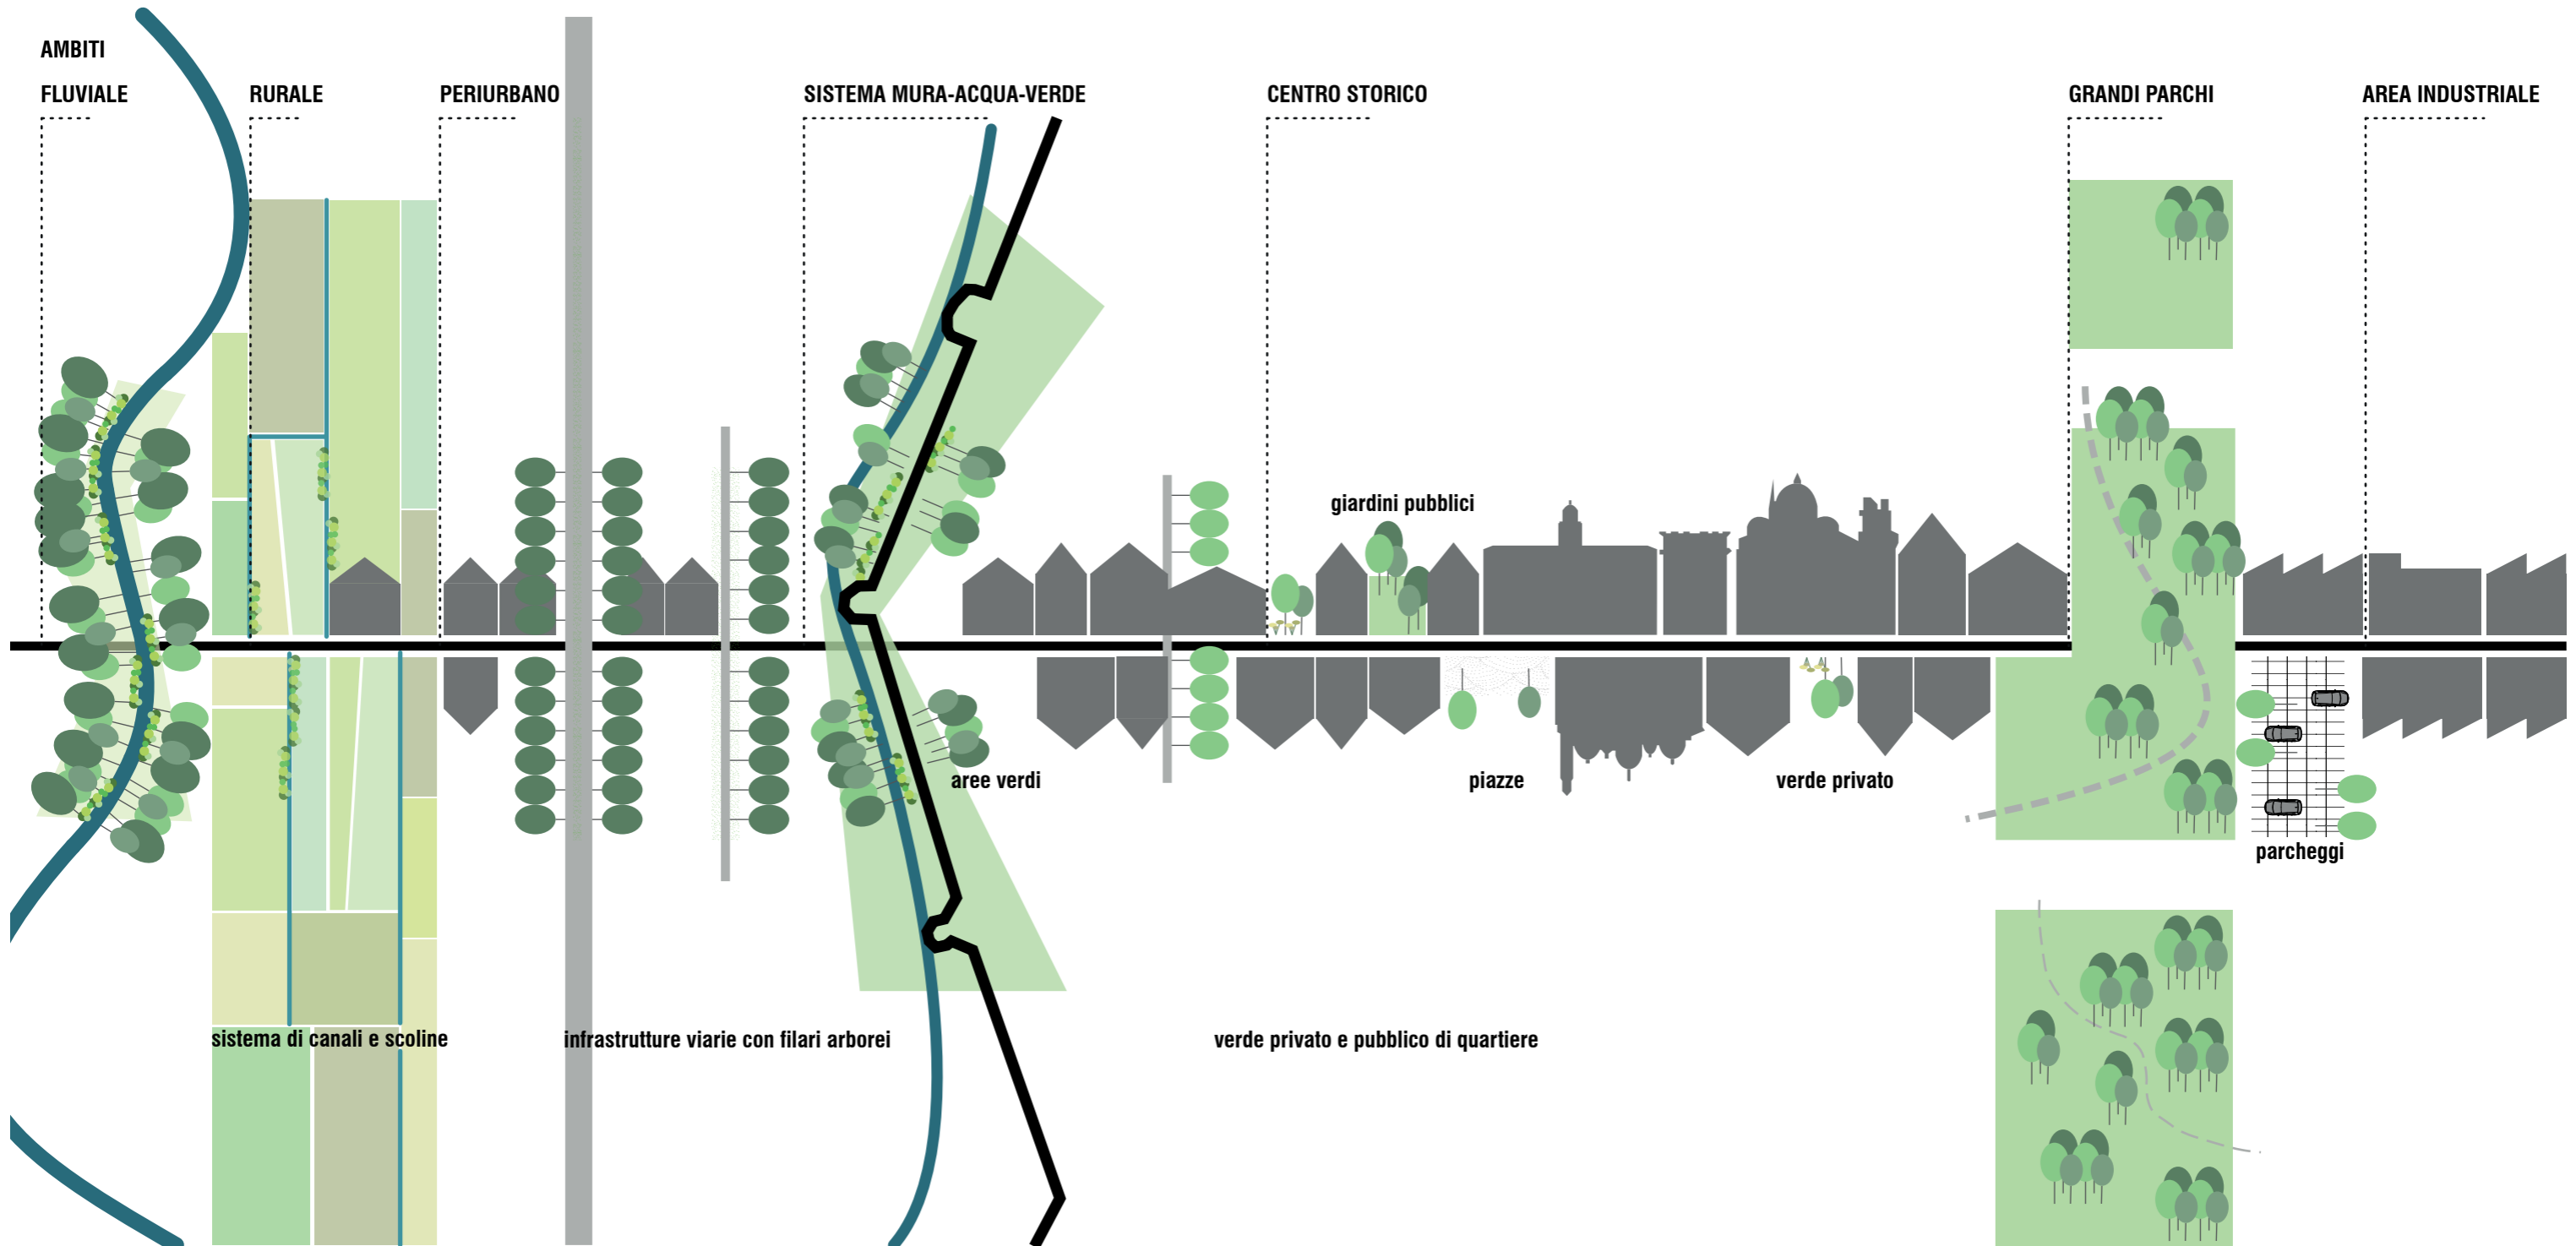 AMBITI
FLUVIALE
RURALE
PERIURBANO
SISTEMA MURA-ACQUA-VERDE
CENTRO STORICO
GRANDI PARCHI
AREA INDUSTRIALE
giardini pubblici
aree verdi
piazze
verde privato
parcheggi
sistema di canali e scoline
infrastrutture viarie con filari arborei
verde privato e pubblico di quartiere